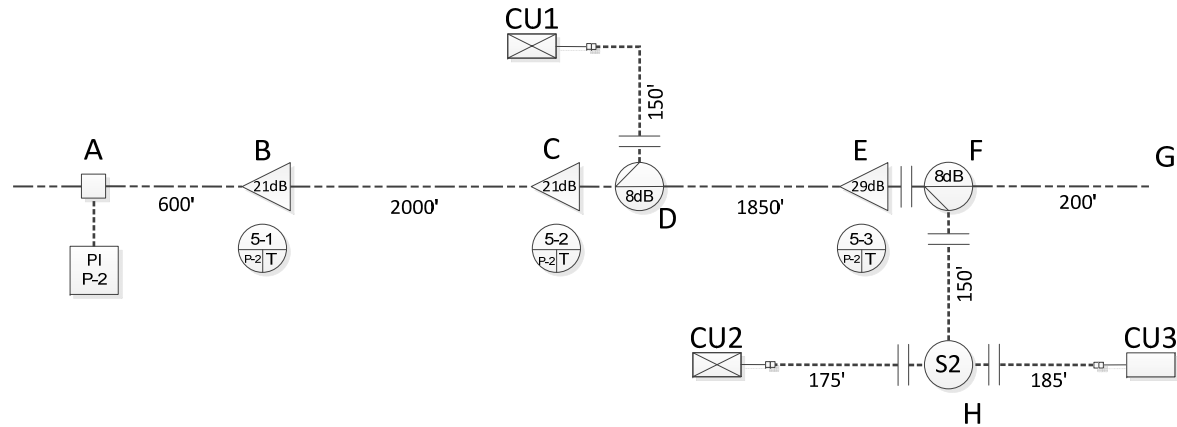 CU1
150'
A
B
C
E
F
G
21dB
21dB
8dB
29dB
8dB
600'
2000'
D
1850'
200'
PI
P-2
5-1
P-2 T
5-2
P-2 T
5-3
P-2 T
150'
CU2
S2
CU3
175'
185'
H